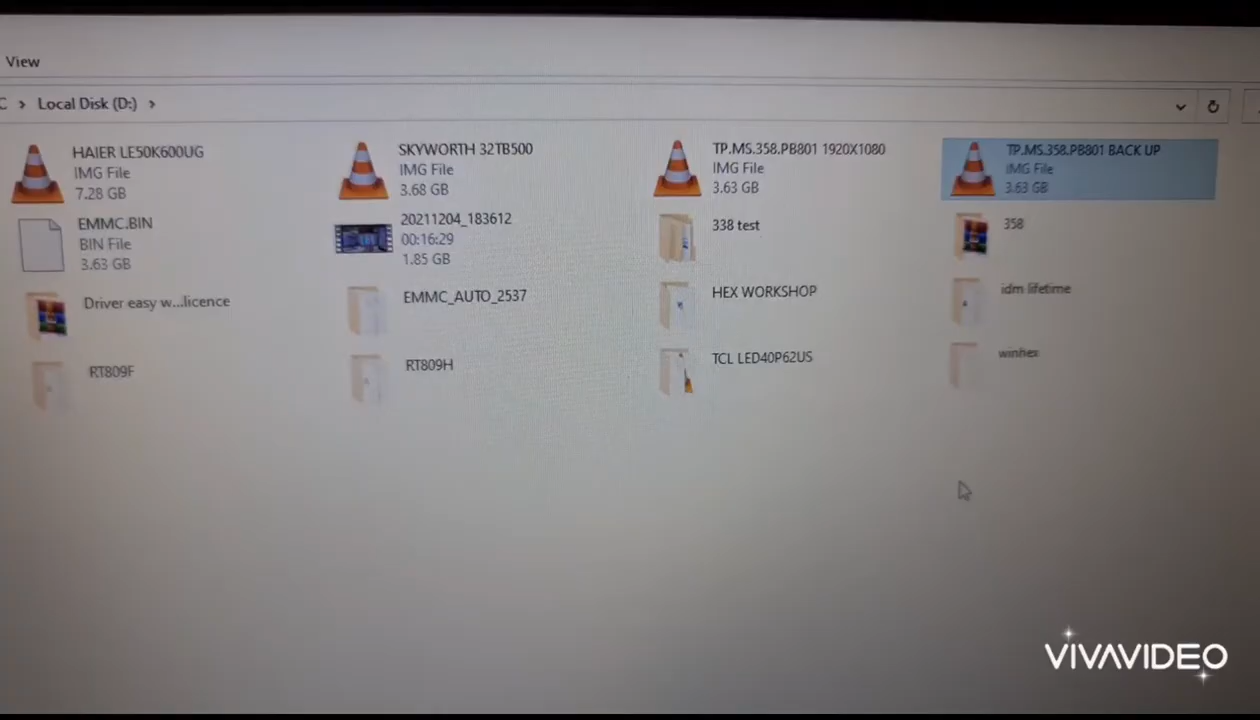 View
C > Local Disk (D:) >
HAIER LE50K600UG
IMG File
7.28 GB
SKYWORTH 32TB500
IMG File
3.68 GB
TP.MS.358.PB801 1920X1080
IMG File
3.63 GB
TP.MS.358.PB801 BACK UP
IMG File
3.63 GB
EMMC.BIN
BIN File
3.63 GB
20211204_183612
00:16:29
1.85 GB
338 test
358
Driver easy w...licence
EMMC_AUTO_2537
HEX WORKSHOP
idm lifetime
RT809F
RT809H
TCL LED40P62US
winhex
VIVAVIDEO